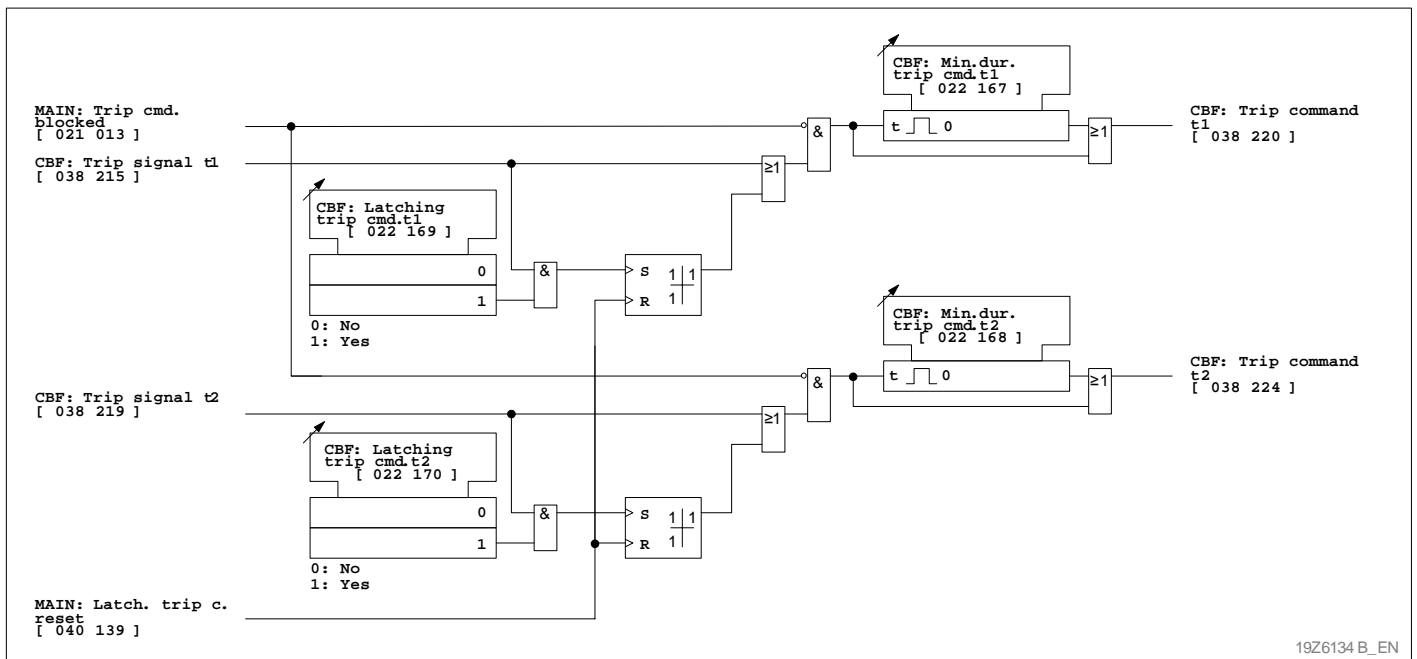 CBF: Min.dur.
trip cmd.t1
[ 022 167 ]
MAIN: Trip cmd.
blocked
[ 021 013 ]
&
t 0
≥1
CBF: Trip command
t1
[ 038 220 ]
CBF: Trip signal t1
[ 038 215 ]
≥1
CBF: Latching
trip cmd.t1
[ 022 169 ]
0
1
&
S 1 1
R 1
0: No
1: Yes
CBF: Min.dur.
trip cmd.t2
[ 022 168 ]
&
t 0
≥1
CBF: Trip command
t2
[ 038 224 ]
CBF: Trip signal t2
[ 038 219 ]
≥1
CBF: Latching
trip cmd.t2
[ 022 170 ]
0
1
&
S 1 1
R 1
0: No
1: Yes
MAIN: Latch. trip c.
reset
[ 040 139 ]
19Z6134 B_EN